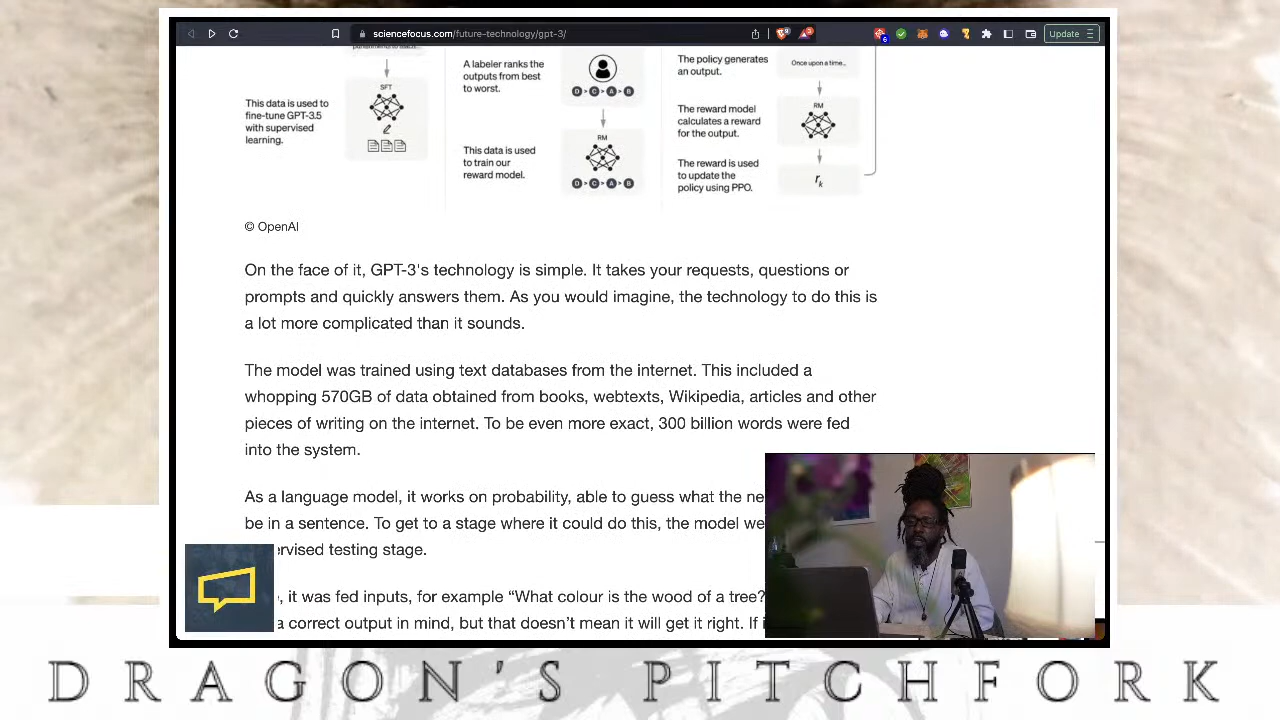 sciencefocus.com/future-technology/gpt-3/
Update
6
A labeler ranks the
outputs from best
to worst.
D > C > A > B
The policy generates
an output.
Once upon a time...
SFT
This data is used to
fine-tune GPT-3.5
with supervised
learning.
RM
This data is used
to train our
reward model.
D > C > A > B
The reward model
calculates a reward
for the output.
RM
The reward is used
to update the
policy using PPO.
rk
© OpenAI
On the face of it, GPT-3's technology is simple. It takes your requests, questions or
prompts and quickly answers them. As you would imagine, the technology to do this is
a lot more complicated than it sounds.
The model was trained using text databases from the internet. This included a
whopping 570GB of data obtained from books, webtexts, Wikipedia, articles and other
pieces of writing on the internet. To be even more exact, 300 billion words were fed
into the system.
As a language model, it works on probability, able to guess what the ne
be in a sentence. To get to a stage where it could do this, the model we
ervised testing stage.
, it was fed inputs, for example “What colour is the wood of a tree?
a correct output in mind, but that doesn’t mean it will get it right. If i
DRAGON'S PITCHFORK